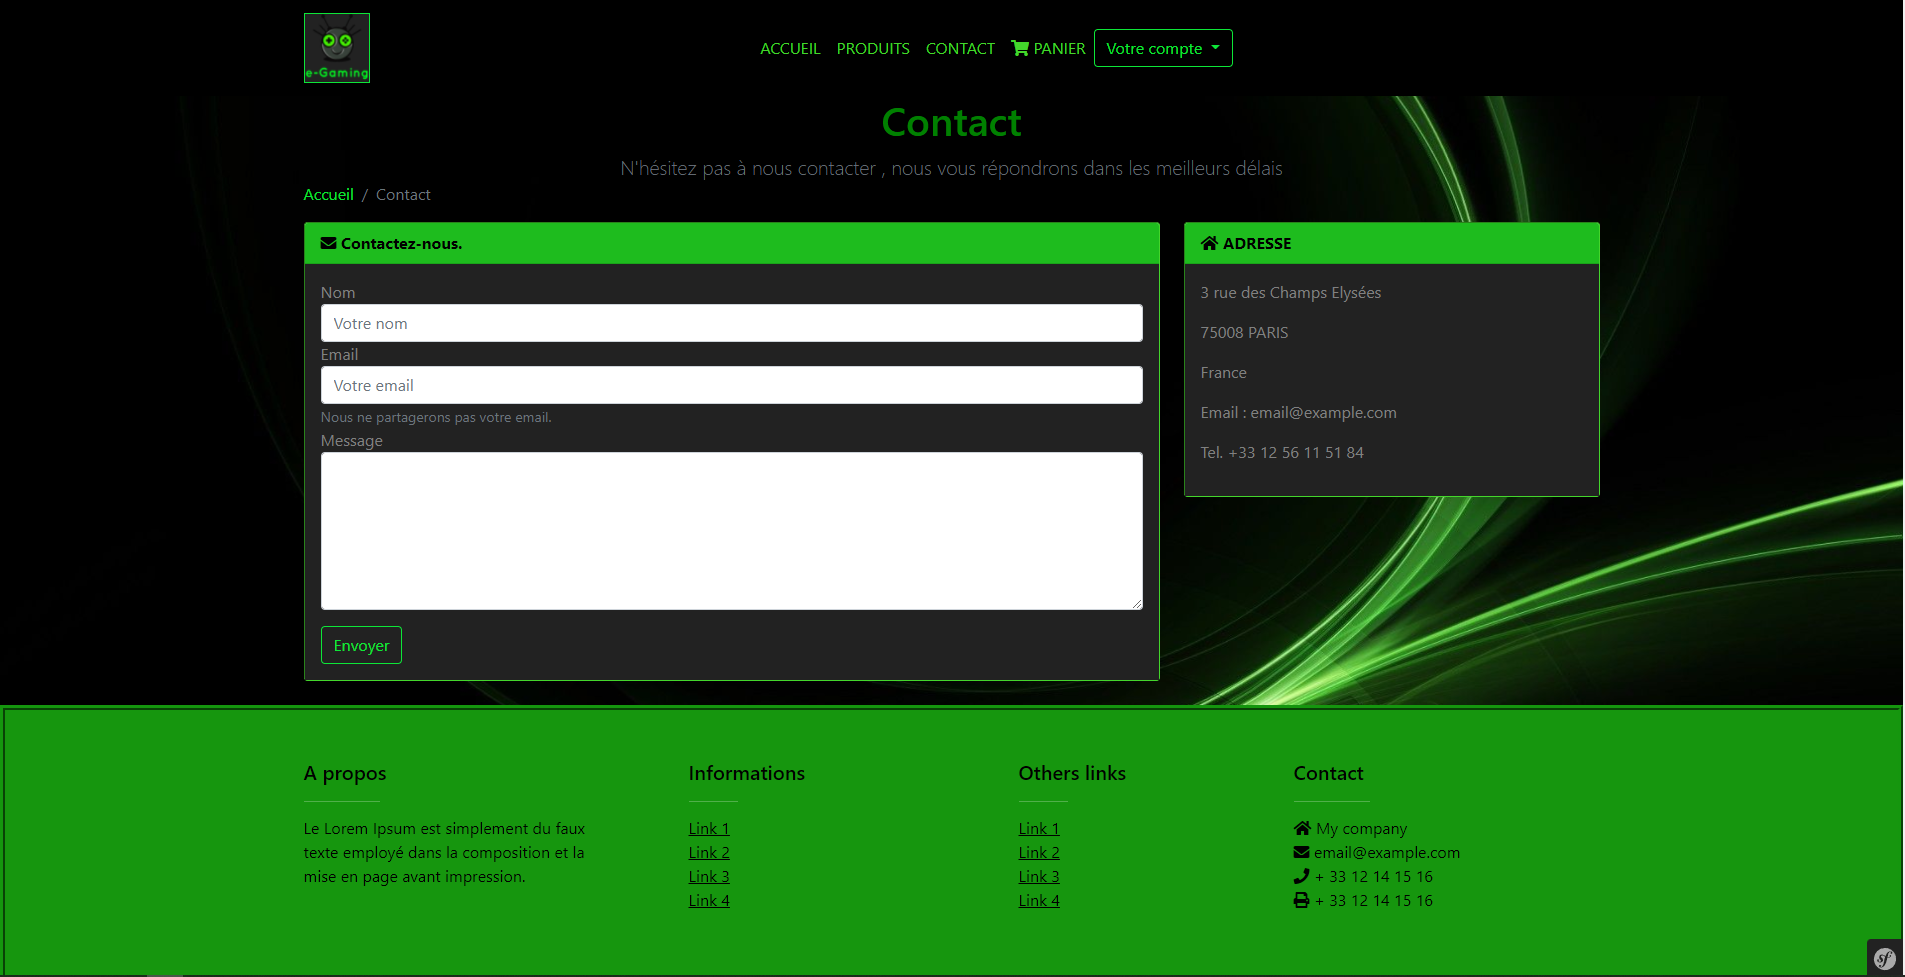 e-Gaming
ACCUEIL PRODUITS CONTACT PANIER Votre compte
Contact
N'hésitez pas à nous contacter , nous vous répondrons dans les meilleurs délais
Accueil / Contact
Contactez-nous.
Nom
Votre nom
Email
Votre email
Nous ne partagerons pas votre email.
Message
Envoyer
ADRESSE
3 rue des Champs Elysées
75008 PARIS
France
Email : email@example.com
Tel. +33 12 56 11 51 84
A propos
Le Lorem Ipsum est simplement du faux
texte employé dans la composition et la
mise en page avant impression.
Informations
Link 1
Link 2
Link 3
Link 4
Others links
Link 1
Link 2
Link 3
Link 4
Contact
My company
email@example.com
+ 33 12 14 15 16
+ 33 12 14 15 16
sf